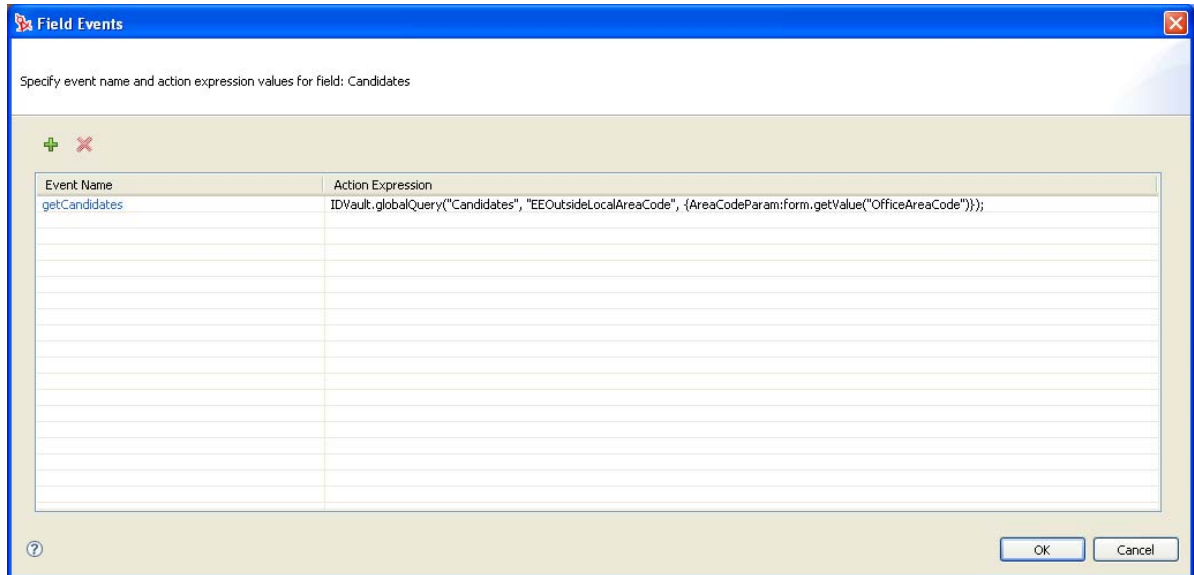 Field Events
Specify event name and action expression values for field: Candidates
Event Name Action Expression
getCandidates IDVault.globalQuery("Candidates", "EEOutsideLocalAreaCode", {AreaCodeParam:form.getValue("OfficeAreaCode")});
OK Cancel